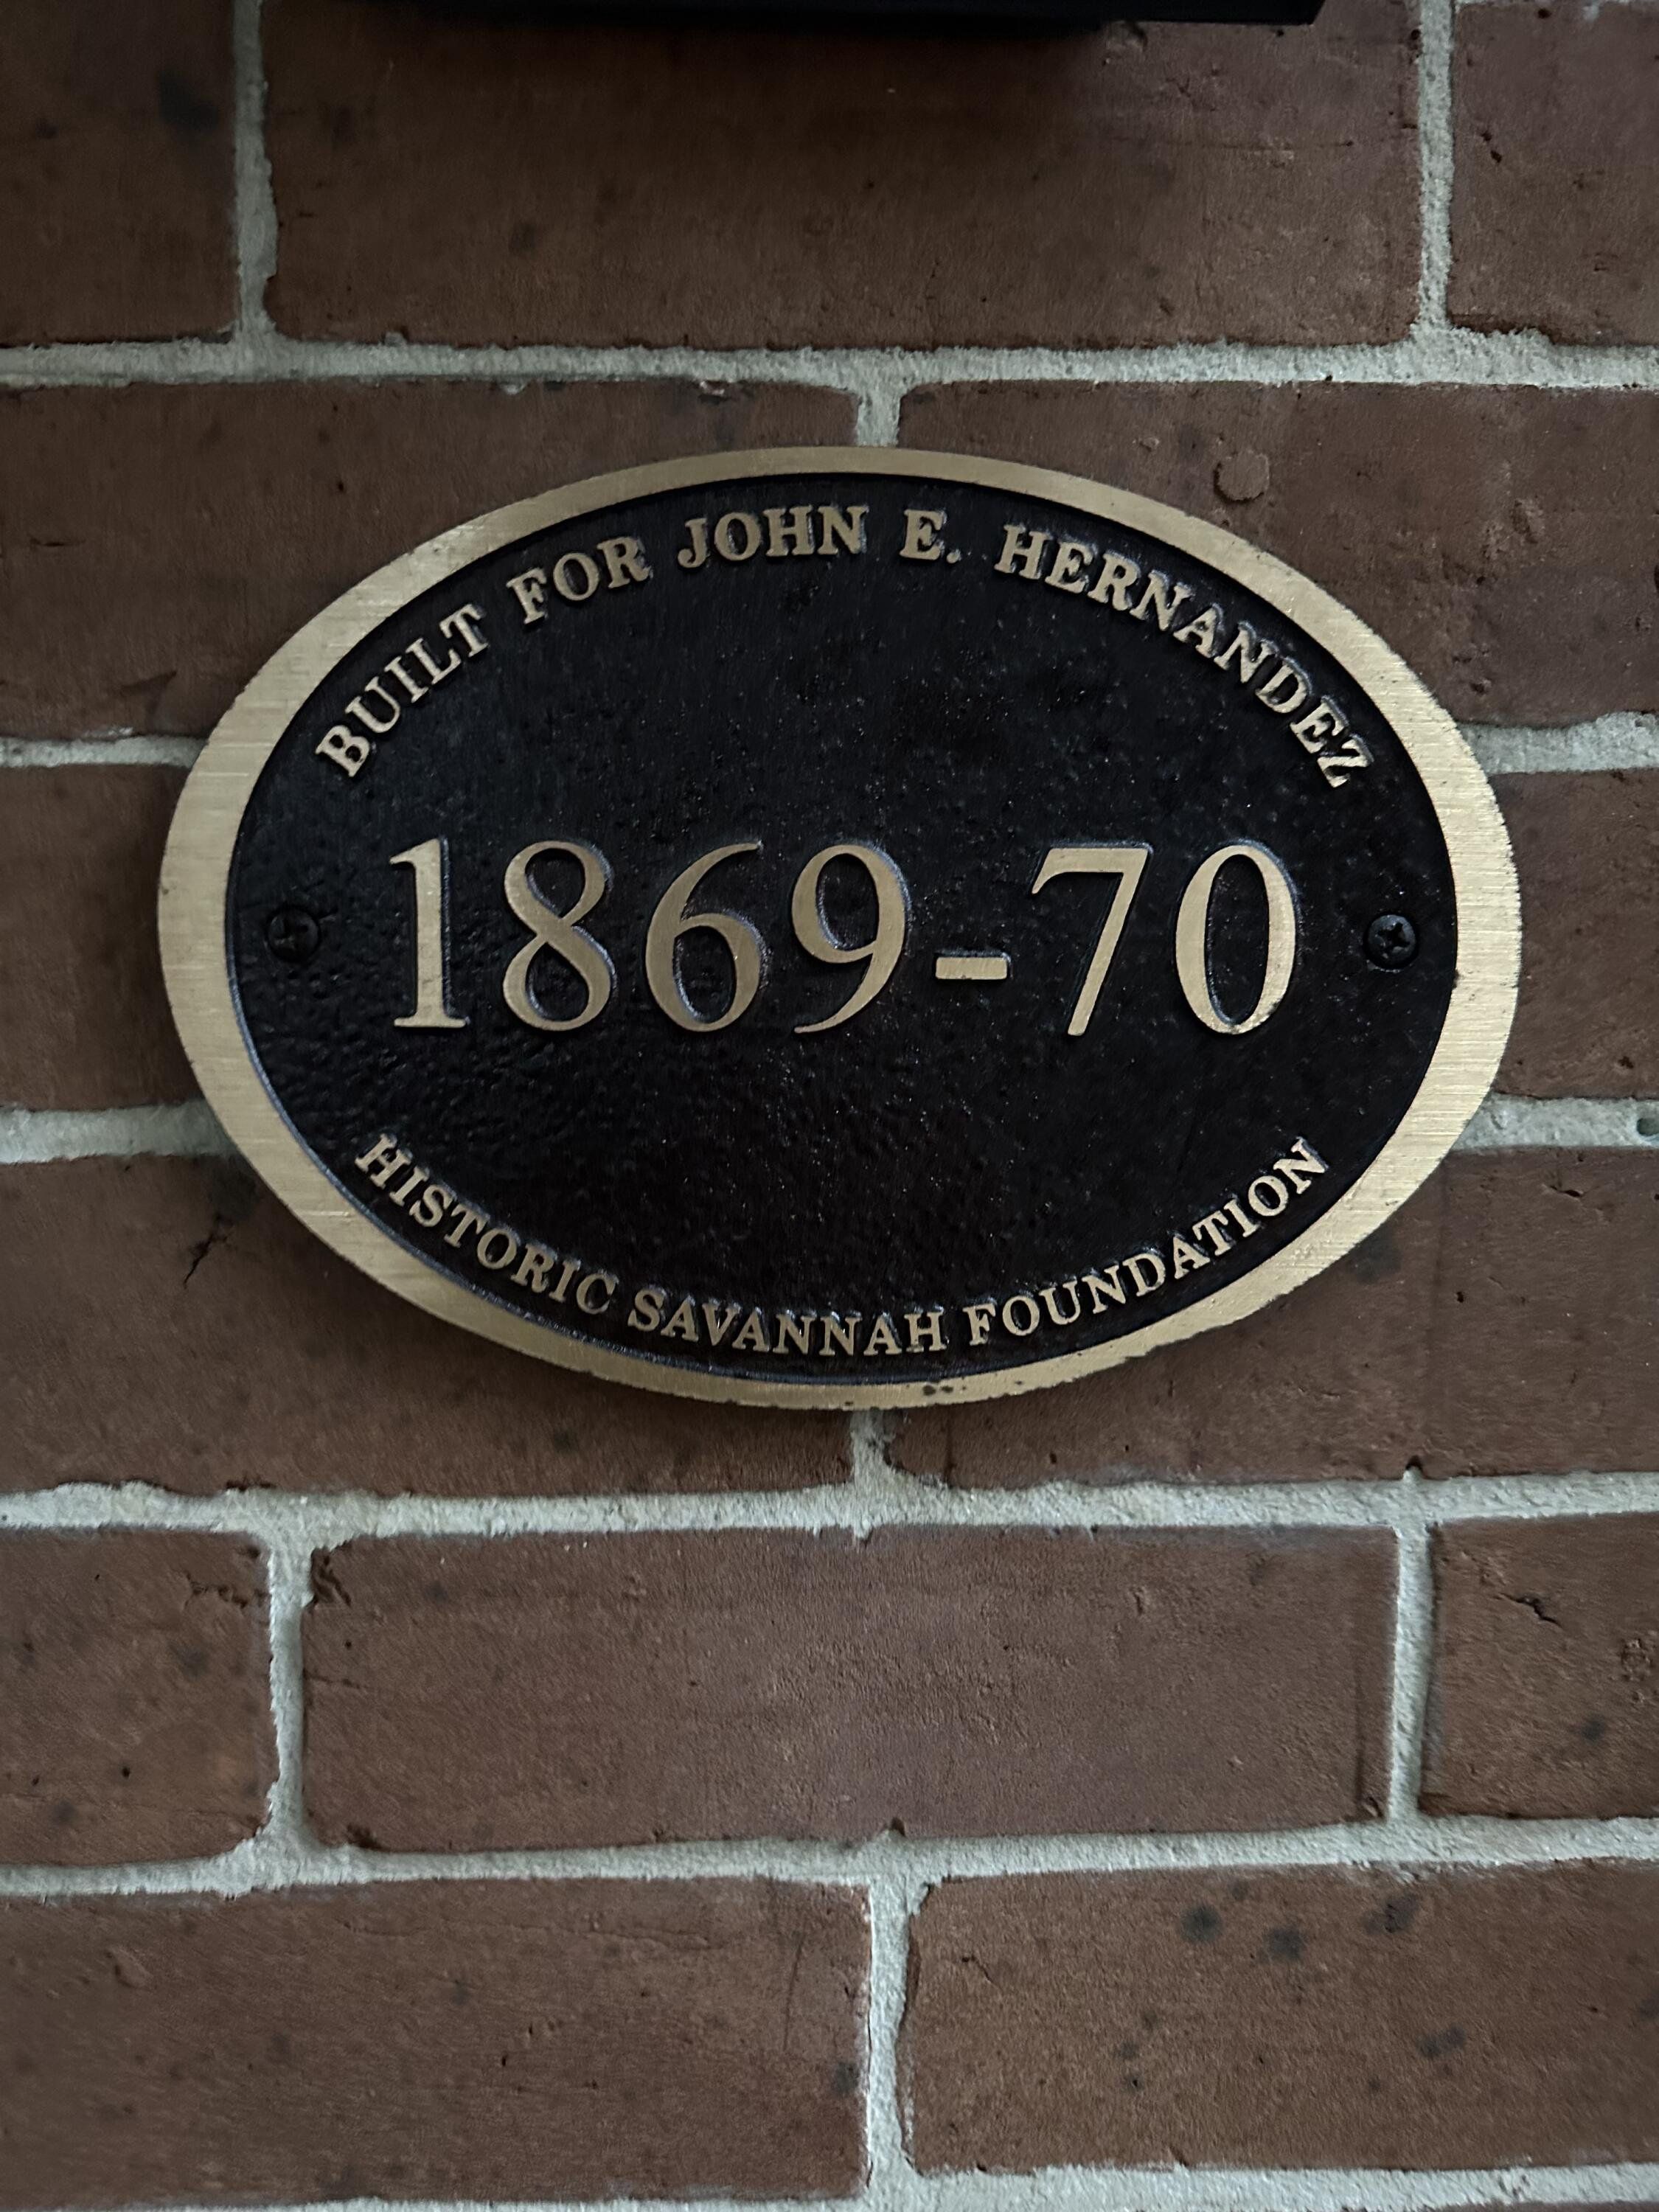 BUILT FOR JOHN E. HERNANDEZ
1869-70
HISTORIC SAVANNAH FOUNDATION